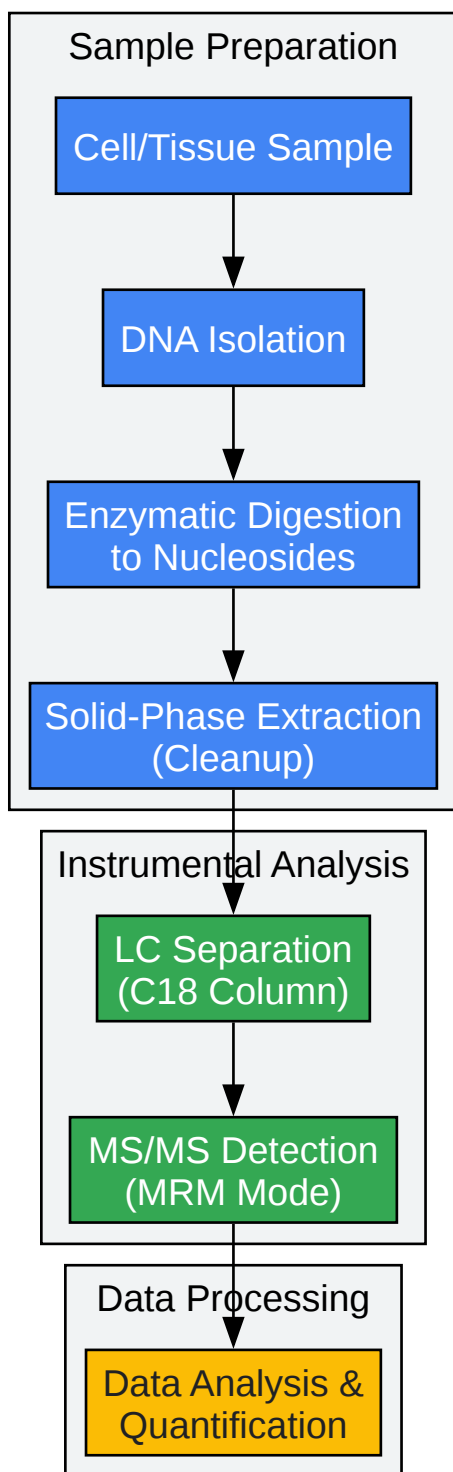 Sample Preparation
Cell/Tissue Sample
DNA Isolation
Enzymatic Digestion
to Nucleosides
Solid-Phase Extraction
(Cleanup)
Instrumental Analysis
LC Separation
(C18 Column)
MS/MS Detection
(MRM Mode)
Data Processing
Data Analysis &
Quantification